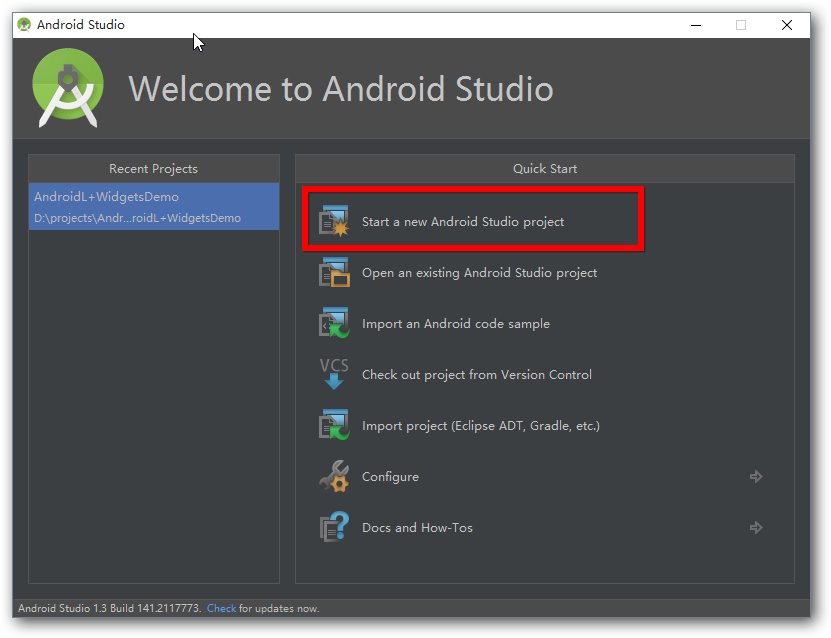 Android Studio
Welcome to Android Studio
Recent Projects
AndroidL+WidgetsDemo
D:\projects\Andr...roidL+WidgetsDemo
Quick Start
Start a new Android Studio project
Open an existing Android Studio project
Import an Android code sample
VCS
Check out project from Version Control
Import project (Eclipse ADT, Gradle, etc.)
Configure
Docs and How-Tos
Android Studio 1.3 Build 141.2117773. Check for updates now.